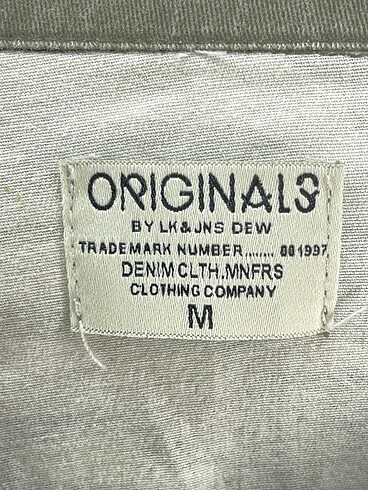 ORIGINALS
BY LK & JNS DEW
TRADEMARK NUMBER........ 001997
DENIM CLTH.MNFRS
CLOTHING COMPANY
M